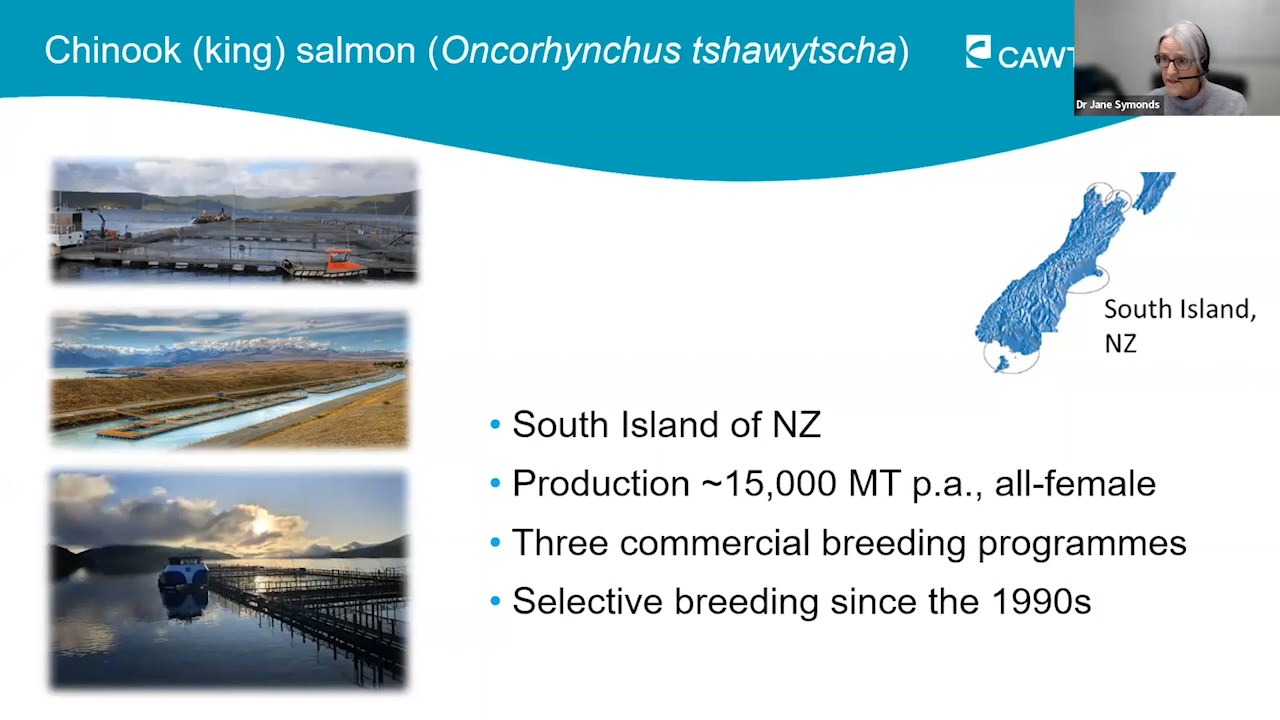 Chinook (king) salmon (Oncorhynchus tshawytscha)
CAWT
Dr Jane Symonds
South Island,
NZ
• South Island of NZ
• Production ~15,000 MT p.a., all-female
• Three commercial breeding programmes
• Selective breeding since the 1990s